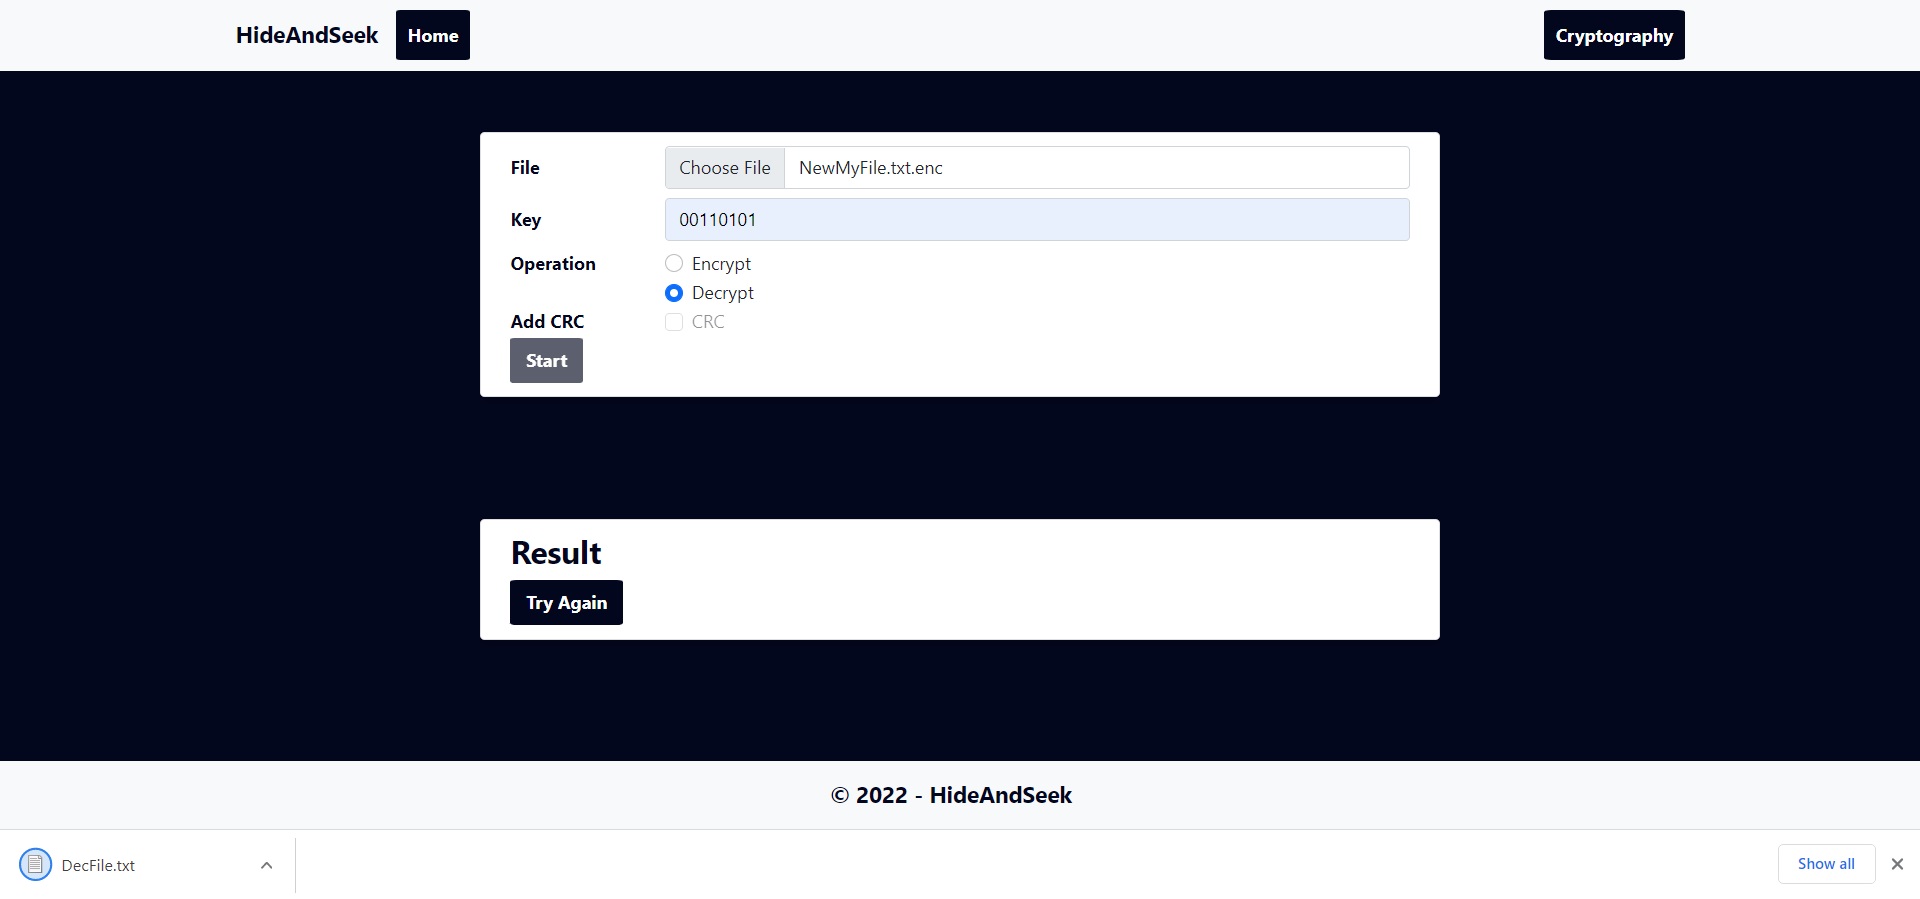 HideAndSeek Home Cryptography
File Choose File NewMyFile.txt.enc
Key 00110101
Operation Encrypt
Decrypt
Add CRC CRC
Start
Result
Try Again
© 2022 - HideAndSeek
DecFile.txt Show all